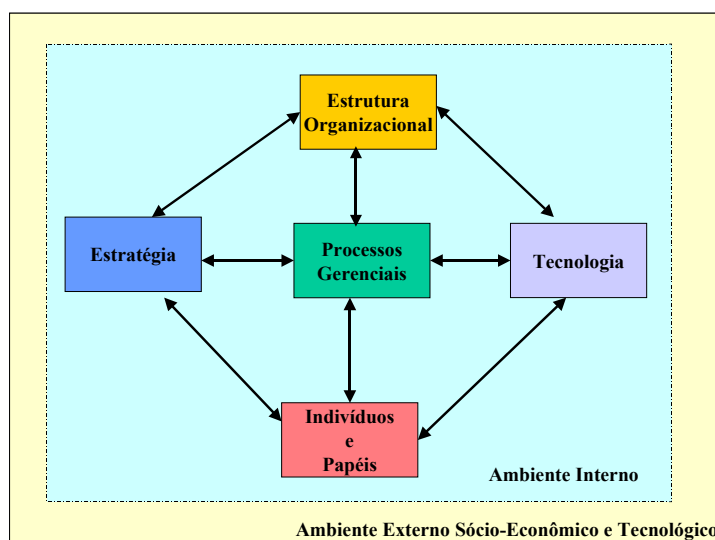 Estrutura
Organizacional
Estratégia
Processos
Gerenciais
Tecnologia
Indivíduos
e
Papéis
Ambiente Interno
Ambiente Externo Sócio-Econômico e Tecnológico